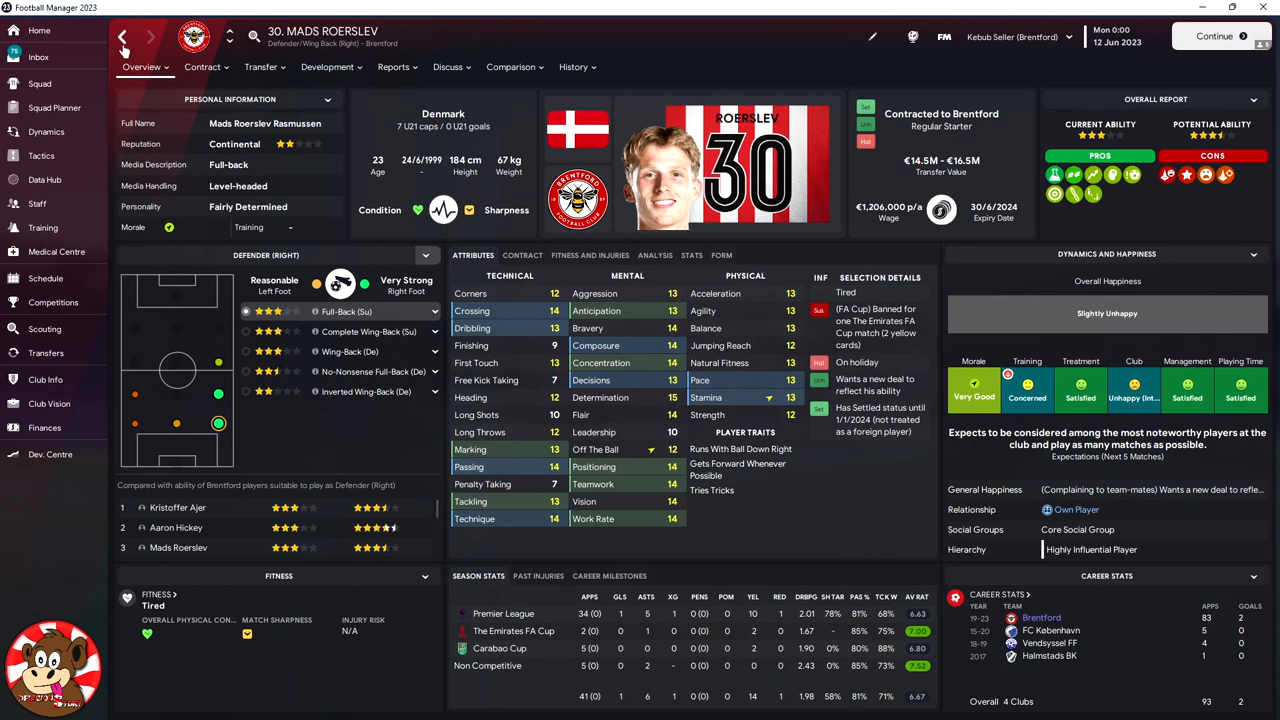 23 Football Manager 2023
Home
75
Inbox
Squad
Squad Planner
Dynamics
Tactics
Data Hub
Staff
Training
Medical Centre
Schedule
Competitions
Scouting
Transfers
Club Info
Club Vision
Finances
Dev. Centre
30. MADS ROERSLEV
Defender/Wing Back (Right) - Brentford
FM
Kebub Seller (Brentford)
Mon 0:00
12 Jun 2023
Continue
5
Overview
Contract
Transfer
Development
Reports
Discuss
Comparison
History
PERSONAL INFORMATION
Full Name Mads Roerslev Rasmussen
Reputation Continental
Media Description Full-back
Media Handling Level-headed
Personality Fairly Determined
Morale Training -
Denmark
7 U21 caps / 0 U21 goals
23 24/6/1999 184 cm 67 kg
Age - Height Weight
Condition Sharpness
BRENTFORD
FOOTBALL CLUB
ROERSLEV
30
Set
Unh
Hol
Contracted to Brentford
Regular Starter
€14.5M - €16.5M
Transfer Value
€1,206,000 p/a 30/6/2024
Wage Expiry Date
OVERALL REPORT
CURRENT ABILITY POTENTIAL ABILITY
PROS CONS
DEFENDER (RIGHT)
Reasonable Very Strong
Left Foot Right Foot
Full-Back (Su)
Complete Wing-Back (Su)
Wing-Back (De)
No-Nonsense Full-Back (De)
Inverted Wing-Back (De)
Compared with ability of Brentford players suitable to play as Defender (Right)
1 Kristoffer Ajer
2 Aaron Hickey
3 Mads Roerslev
ATTRIBUTES CONTRACT FITNESS AND INJURIES ANALYSIS STATS FORM
TECHNICAL MENTAL PHYSICAL
Corners 12 Aggression 13 Acceleration 13
Crossing 14 Anticipation 13 Agility 13
Dribbling 13 Bravery 14 Balance 13
Finishing 9 Composure 14 Jumping Reach 12
First Touch 13 Concentration 14 Natural Fitness 13
Free Kick Taking 7 Decisions 13 Pace 13
Heading 12 Determination 15 Stamina 13
Long Shots 10 Flair 14 Strength 12
Long Throws 12 Leadership 10 PLAYER TRAITS
Marking 13 Off The Ball 12 Runs With Ball Down Right
Passing 14 Positioning 14 Gets Forward Whenever
Possible
Penalty Taking 7 Teamwork 14 Tries Tricks
Tackling 13 Vision 14
Technique 14 Work Rate 14
INF SELECTION DETAILS
Tired
Sus (FA Cup) Banned for
one The Emirates FA
Cup match (2 yellow
cards)
Hol On holiday
Unh Wants a new deal to
reflect his ability
Set Has Settled status until
1/1/2024 (not treated
as a foreign player)
DYNAMICS AND HAPPINESS
Overall Happiness
Slightly Unhappy
Morale Training Treatment Club Management Playing Time
Very Good Concerned Satisfied Unhappy (Int... Satisfied Satisfied
Expects to be considered among the most noteworthy players at the
club and play as many matches as possible.
Expectations (Next 5 Matches)
General Happiness (Complaining to team-mates) Wants a new deal to refle...
Relationship Own Player
Social Groups Core Social Group
Hierarchy Highly Influential Player
FITNESS
FITNESS
Tired
OVERALL PHYSICAL CON... MATCH SHARPNESS INJURY RISK
N/A
SEASON STATS PAST INJURIES CAREER MILESTONES
APPS GLS ASTS XG PENS POM YEL RED DRBPG SH TAR PAS % TCK W AV RAT
Premier League 34 (0) 1 5 1 0 (0) 0 10 1 2.01 78% 81% 68% 6.63
The Emirates FA Cup 2 (0) 0 1 0 0 (0) 0 2 0 1.67 - 85% 75% 7.00
Carabao Cup 5 (0) 0 0 0 0 (0) 0 2 0 1.90 0% 80% 88% 6.80
Non Competitive 5 (0) 0 2 - 0 (0) 0 0 0 2.43 0% 85% 73% 7.52
41 (0) 1 6 1 0 (0) 0 14 1 1.98 58% 81% 71% 6.67
CAREER STATS
CAREER STATS
YEAR TEAM APPS GOALS
19-23 Brentford 83 2
15-20 FC København 5 0
18-19 Vendsyssel FF 4 0
2017 Halmstads BK 1 0
Overall 4 Clubs 93 2